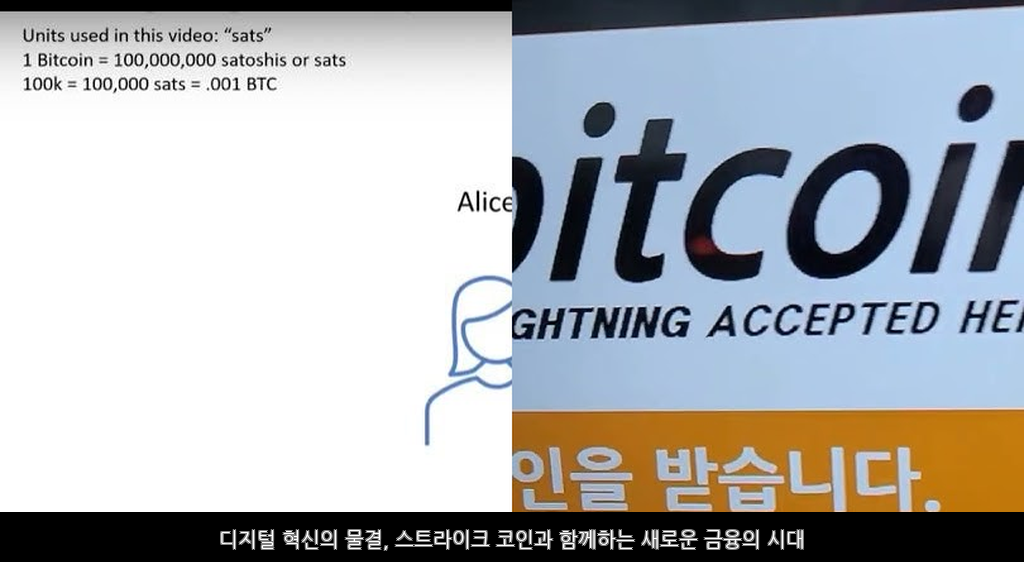 Units used in this video: “sats”
1 Bitcoin = 100,000,000 satoshis or sats
100k = 100,000 sats = .001 BTC
Alice
bitcoin
GHTNING ACCEPTED HE
인을 받습니다.
디지털 혁신의 물결, 스트라이크 코인과 함께하는 새로운 금융의 시대